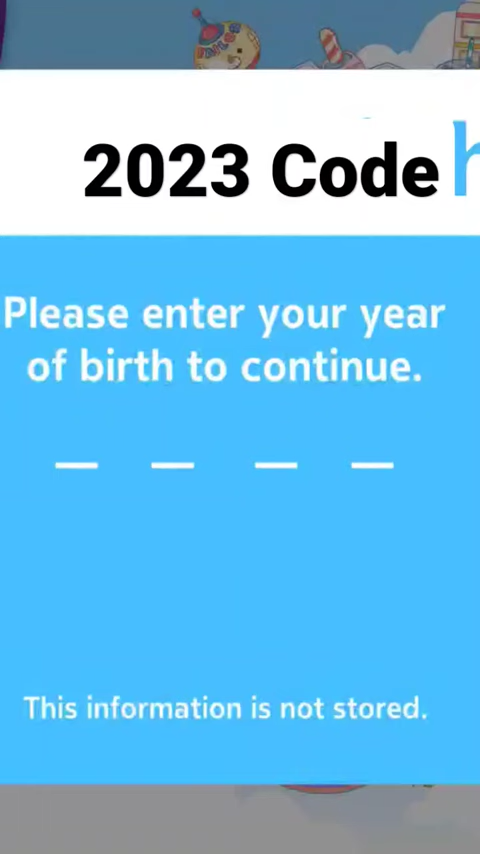 2023 Code
h
Please enter your year
of birth to continue.
This information is not stored.